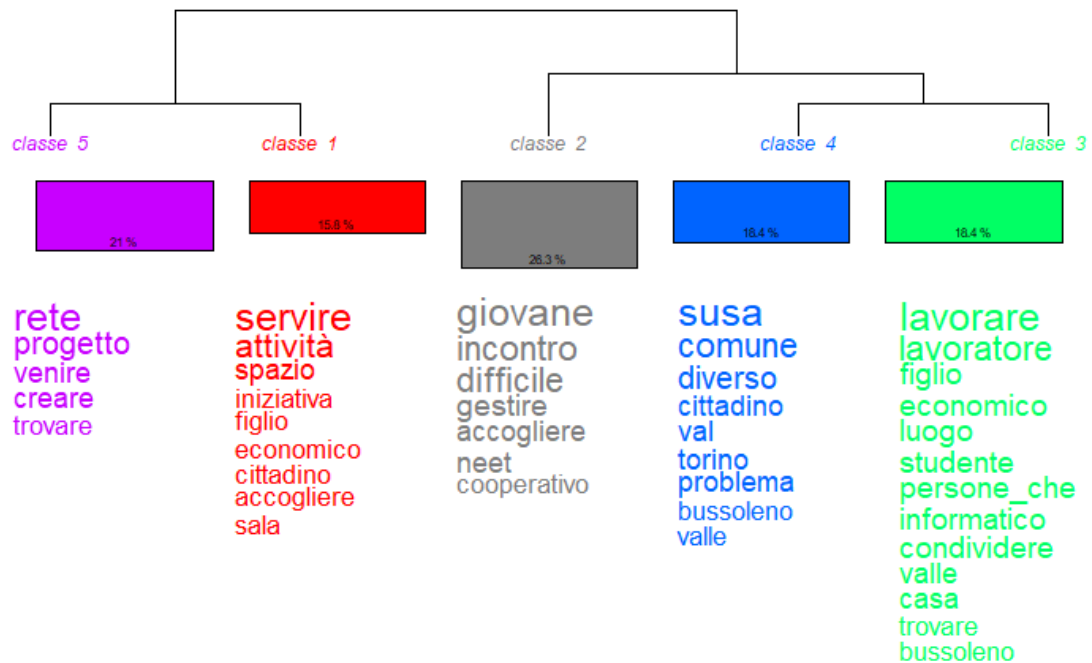 classe 5
classe 1
classe 2
classe 4
classe 3
21 %
15.8 %
26.3 %
18.4 %
18.4 %
rete
progetto
venire
creare
trovare
servire
attività
spazio
iniziativa
figlio
economico
cittadino
accogliere
sala
giovane
incontro
difficile
gestire
accogliere
neet
cooperativo
susa
comune
diverso
cittadino
val
torino
problema
bussoleno
valle
lavorare
lavoratore
figlio
economico
luogo
studente
persone_che
informatico
condividere
valle
casa
trovare
bussoleno